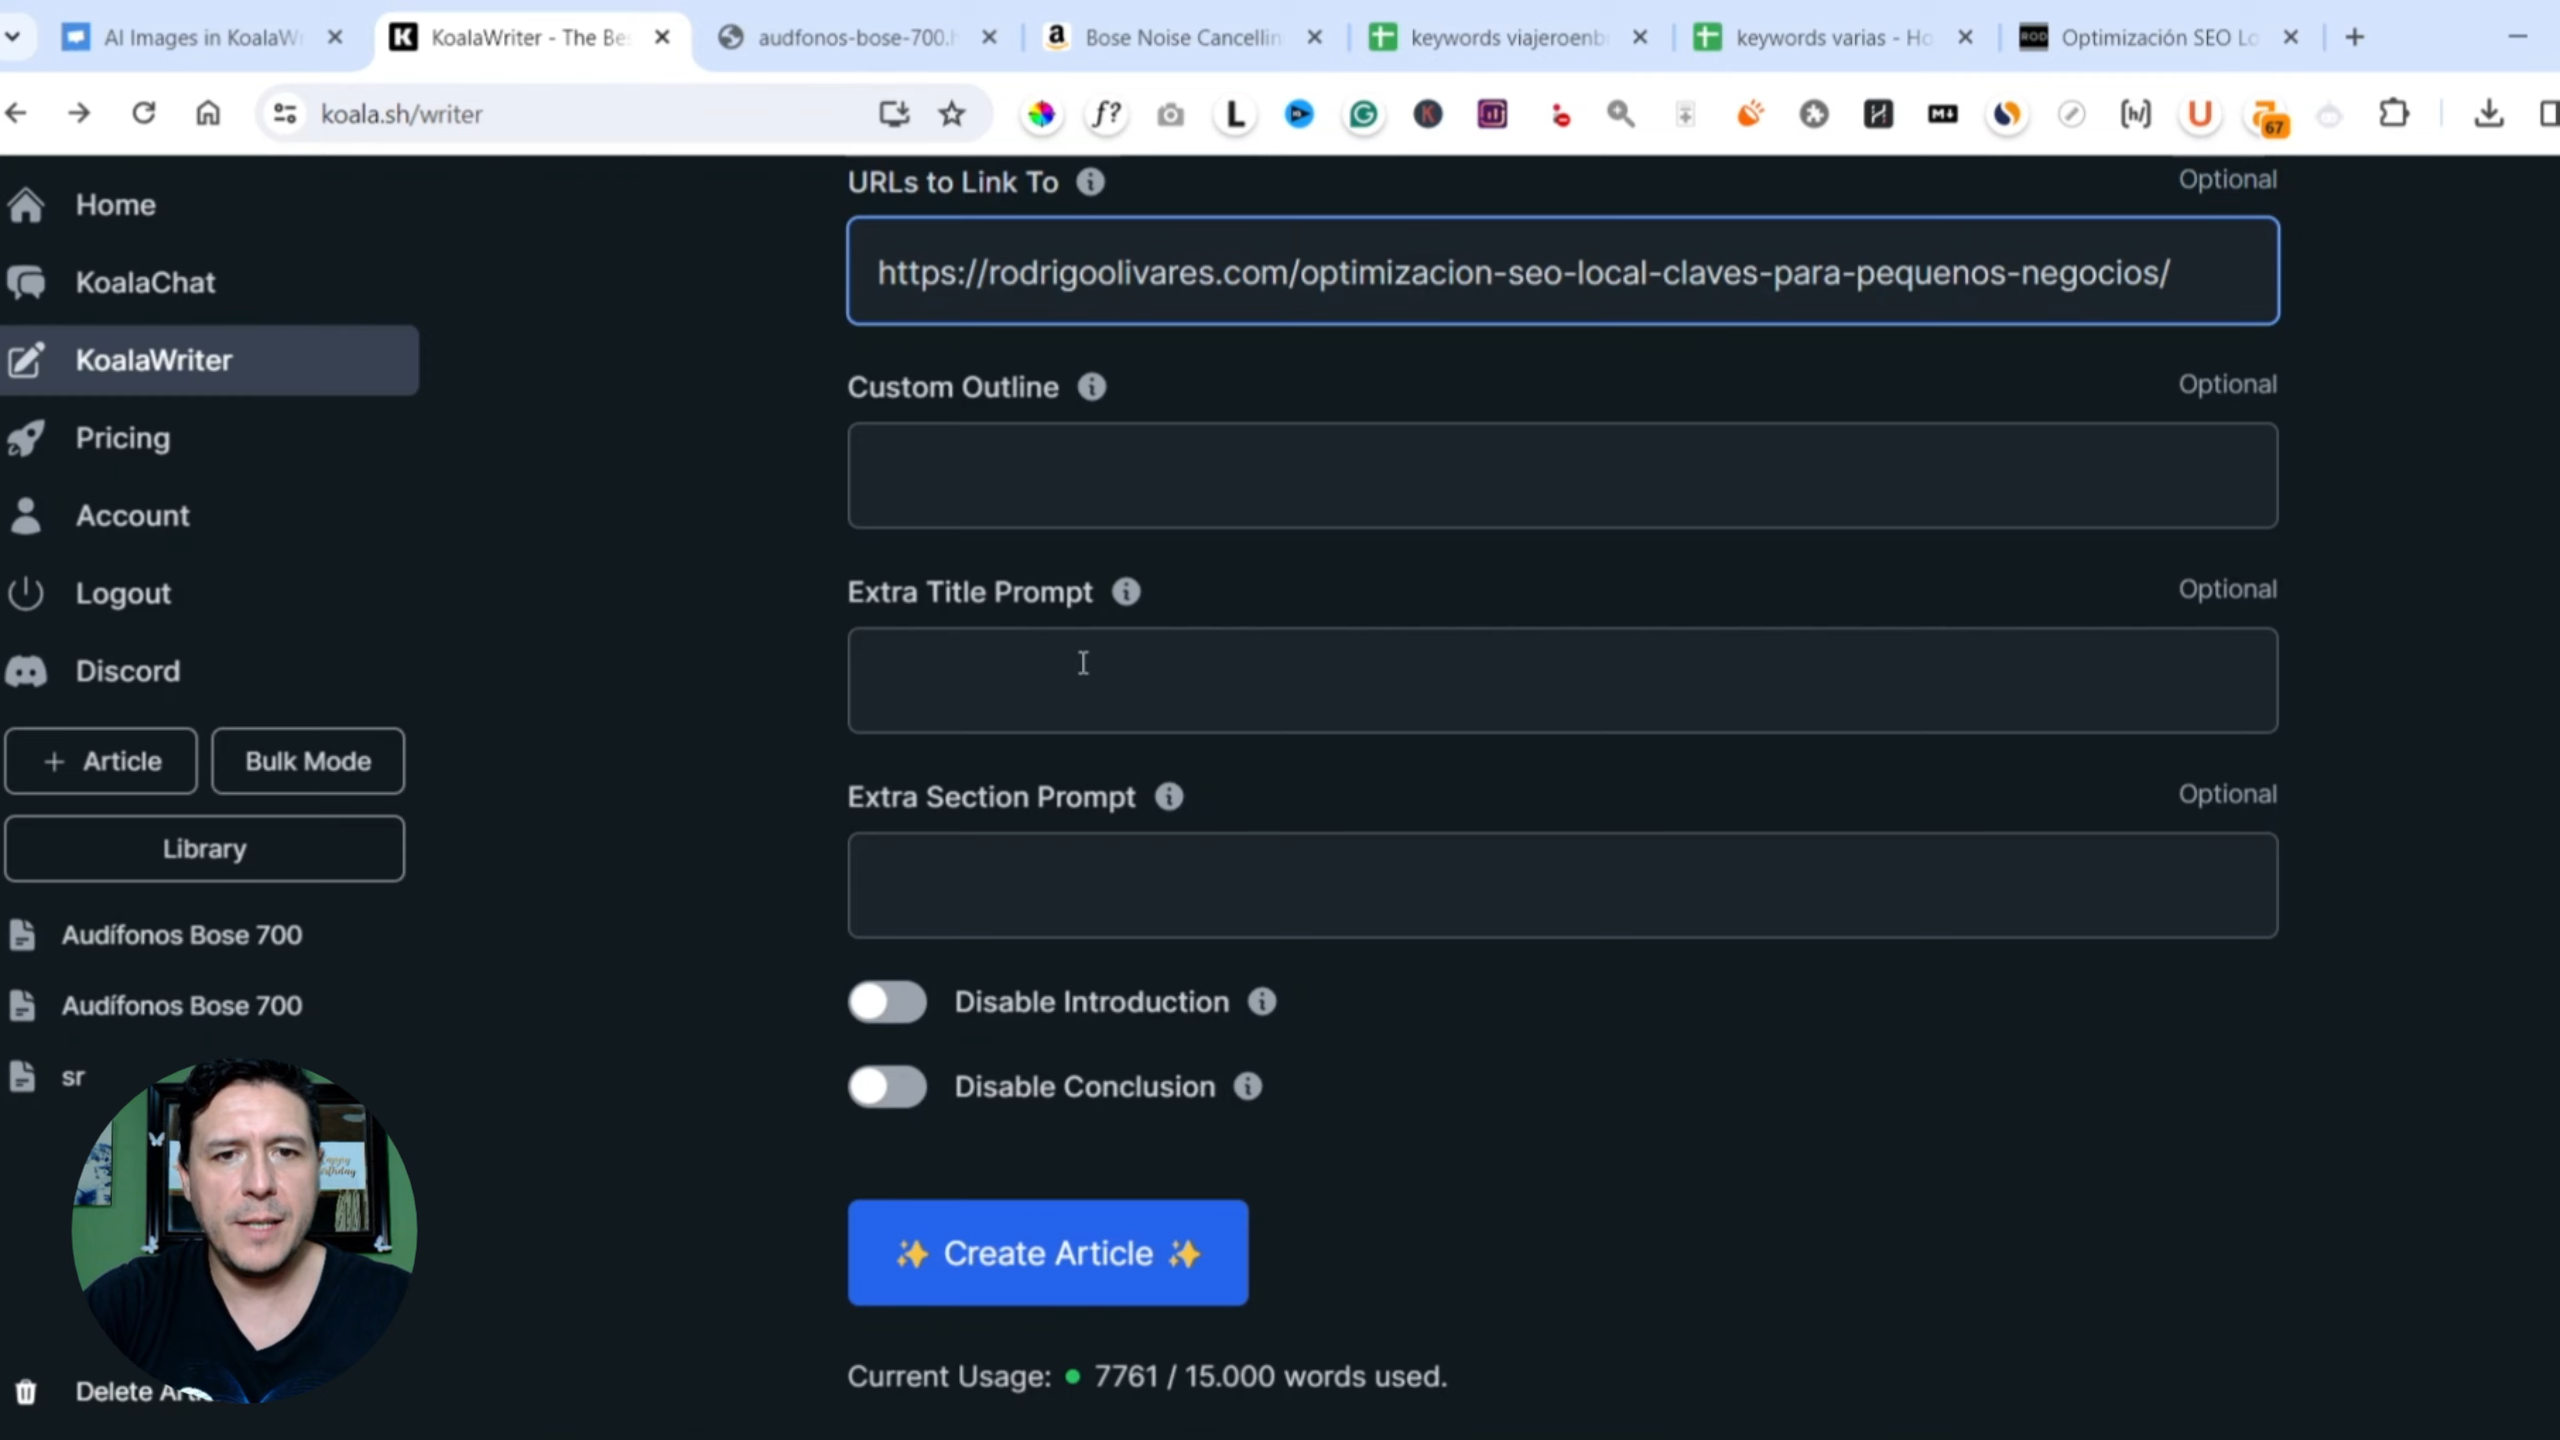 AI Images in KoalaW
KoalaWriter - The Be
audfonos-bose-700.h
Bose Noise Cancellin
keywords viajeroenb
keywords varias - Ho
Optimización SEO Lo
koala.sh/writer
67
Home
KoalaChat
KoalaWriter
Pricing
Account
Logout
Discord
+ Article
Bulk Mode
Library
Audífonos Bose 700
Audífonos Bose 700
sr
Delete
URLs to Link To
Optional
https://rodrigoolivares.com/optimizacion-seo-local-claves-para-pequenos-negocios/
Custom Outline
Optional
Extra Title Prompt
Optional
Extra Section Prompt
Optional
Disable Introduction
Disable Conclusion
✨ Create Article ✨
Current Usage: 7761 / 15.000 words used.